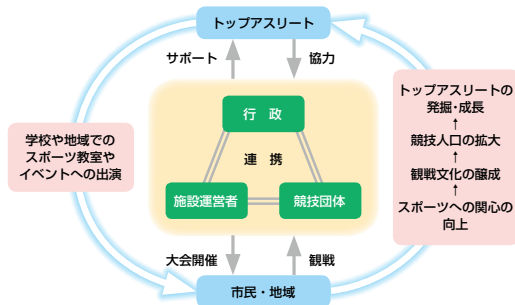 トップアスリート
サポート
協力
行 政
連 携
施設運営者
競技団体
大会開催
観戦
市民・地域
学校や地域での
スポーツ教室や
イベントへの出演
トップアスリートの
発掘・成長
↑
競技人口の拡大
↑
観戦文化の醸成
↑
スポーツへの関心の
向上